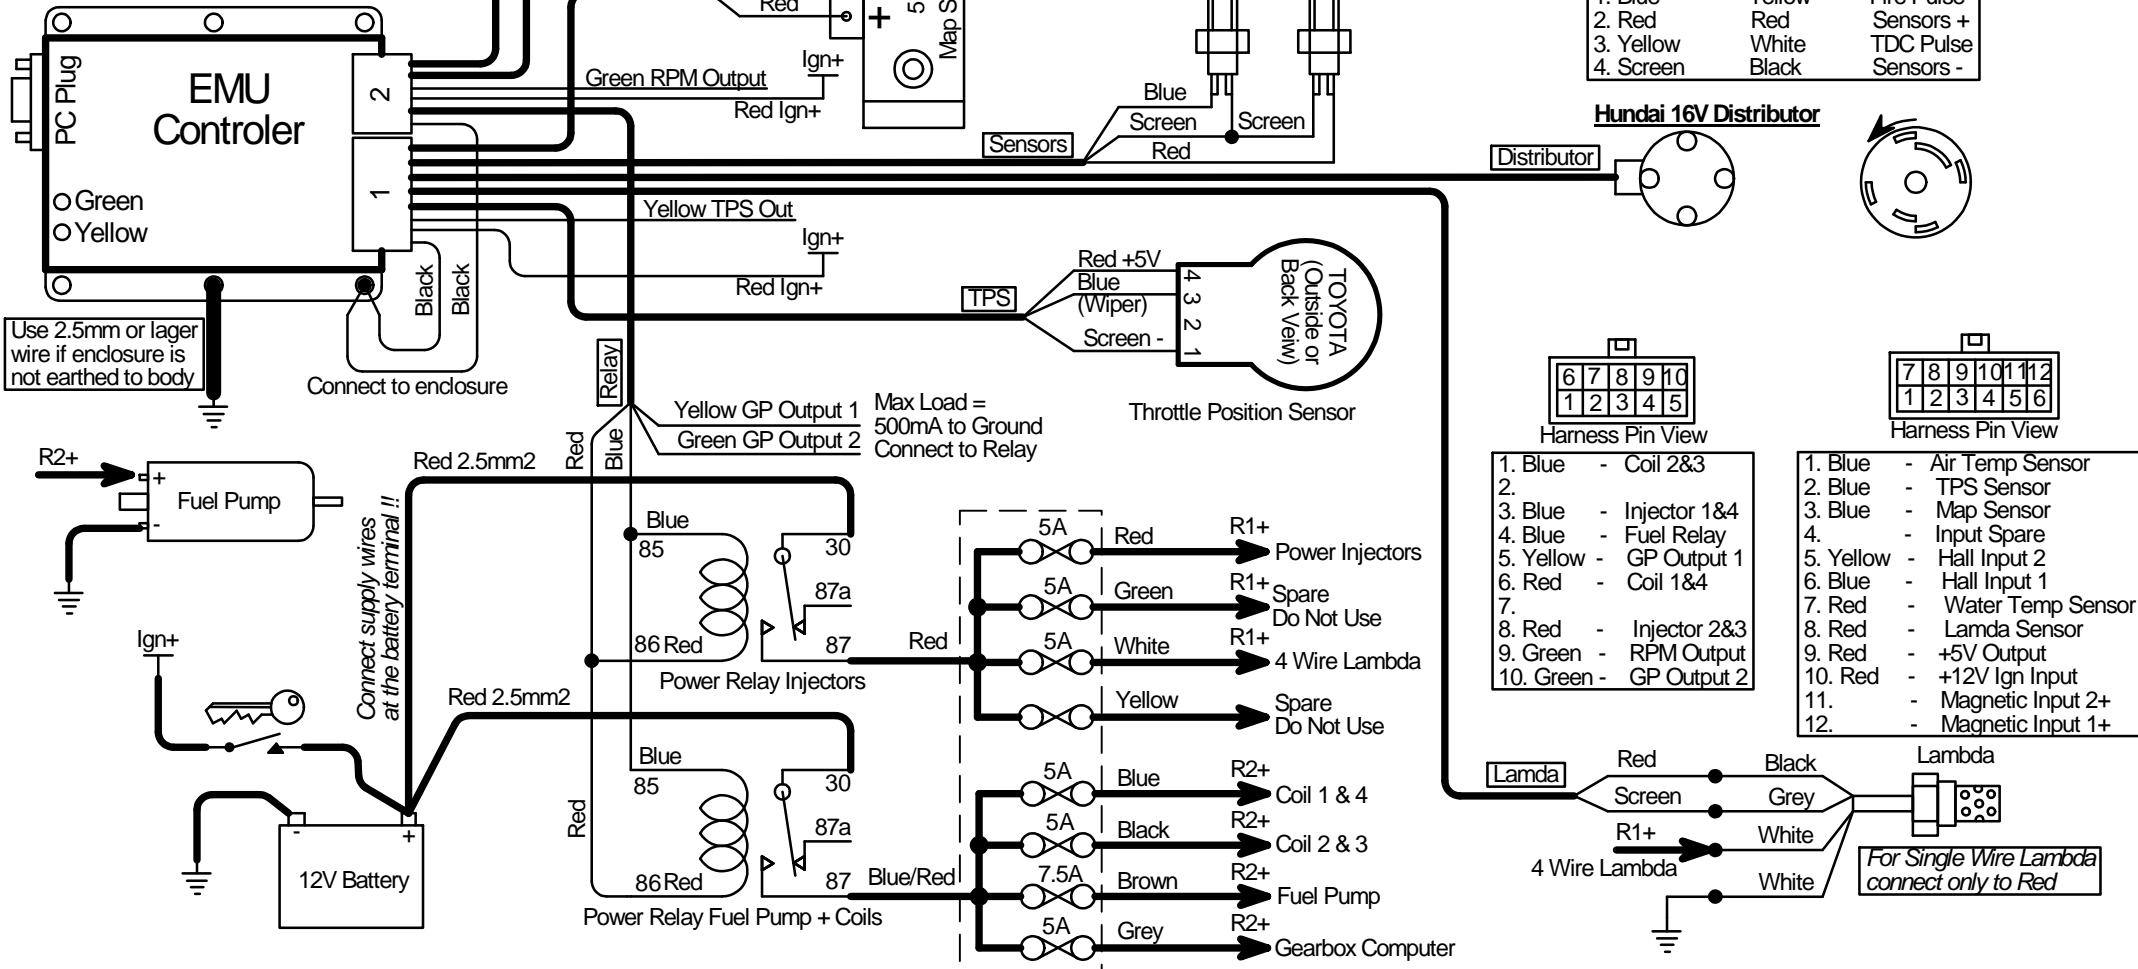 Red
+
5
Map S
1. Blue Yellow Fire Pulse
2. Red Red Sensors +
3. Yellow White TDC Pulse
4. Screen Black Sensors -
PC Plug
EMU
Controler
2
1
Green
Yellow
Green RPM Output
Ign+
Red Ign+
Blue
Screen
Screen
Red
Sensors
Hundai 16V Distributor
Distributor
Yellow TPS Out
Ign+
Red Ign+
Black
Black
Use 2.5mm or lager
wire if enclosure is
not earthed to body
Connect to enclosure
TPS
Red +5V
Blue
(Wiper)
Screen -
4
3
2
1
TOYOTA
(Outside or
Back Veiw)
Throttle Position Sensor
Relay
Yellow GP Output 1
Green GP Output 2
Max Load =
500mA to Ground
Connect to Relay
Red
Blue
6 7 8 9 10
1 2 3 4 5
Harness Pin View
1. Blue - Coil 2&3
2.
3. Blue - Injector 1&4
4. Blue - Fuel Relay
5. Yellow - GP Output 1
6. Red - Coil 1&4
7.
8. Red - Injector 2&3
9. Green - RPM Output
10. Green - GP Output 2
7 8 9 10 11 12
1 2 3 4 5 6
Harness Pin View
1. Blue - Air Temp Sensor
2. Blue - TPS Sensor
3. Blue - Map Sensor
4. - Input Spare
5. Yellow - Hall Input 2
6. Blue - Hall Input 1
7. Red - Water Temp Sensor
8. Red - Lamda Sensor
9. Red - +5V Output
10. Red - +12V Ign Input
11. - Magnetic Input 2+
12. - Magnetic Input 1+
R2+
+
-
Fuel Pump
Red 2.5mm2
Connect supply wires
at the battery terminal !!
Ign+
Blue
85
30
87a
86 Red
87
Power Relay Injectors
Red
5A Red R1+ Power Injectors
5A Green R1+ Spare
Do Not Use
5A White R1+ 4 Wire Lambda
Yellow Spare
Do Not Use
Red 2.5mm2
Blue
85
30
87a
Red
86 Red
87
Power Relay Fuel Pump + Coils
Blue/Red
5A Blue R2+ Coil 1 & 4
5A Black R2+ Coil 2 & 3
7.5A Brown R2+ Fuel Pump
5A Grey R2+ Gearbox Computer
-
+
12V Battery
Lamda
Red
Screen
R1+
4 Wire Lambda
Black
Grey
White
White
Lambda
For Single Wire Lambda
connect only to Red